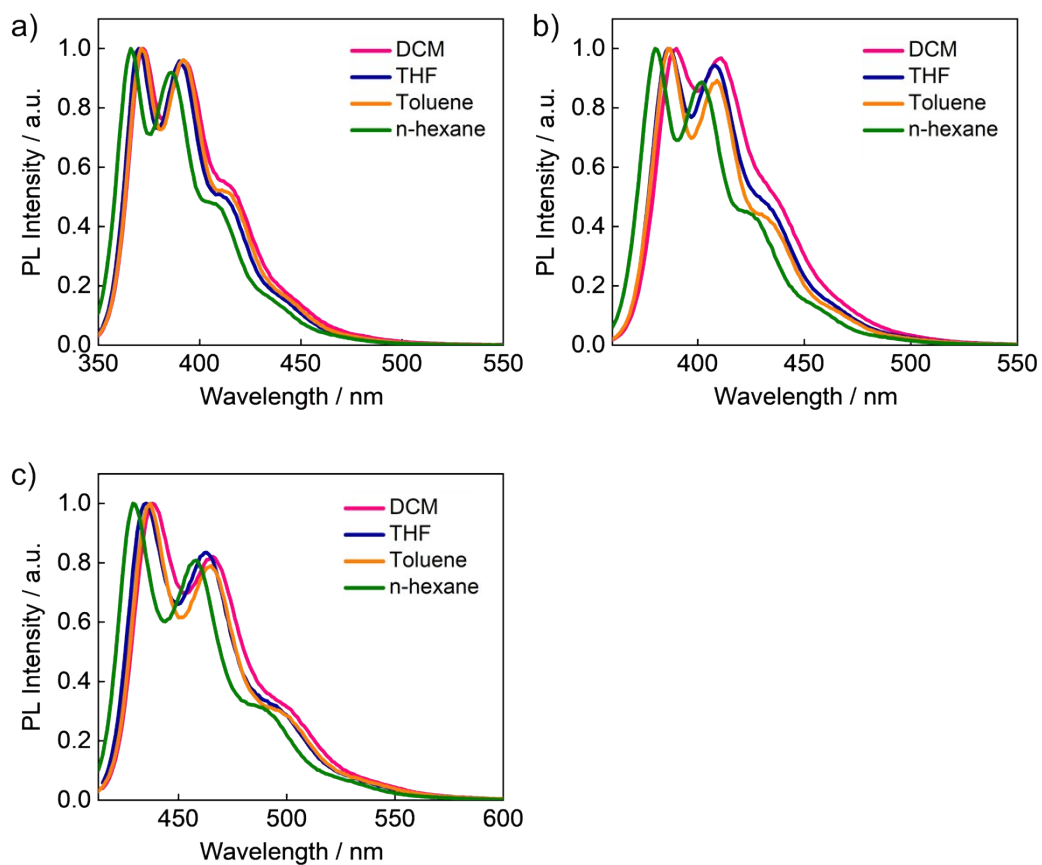 a)
1.0
0.8
0.6
0.4
0.2
0.0
PL Intensity / a.u.
DCM
THF
Toluene
n-hexane
350 400 450 500 550
Wavelength / nm
b)
1.0
0.8
0.6
0.4
0.2
0.0
PL Intensity / a.u.
DCM
THF
Toluene
n-hexane
400 450 500 550
Wavelength / nm
c)
1.0
0.8
0.6
0.4
0.2
0.0
PL Intensity / a.u.
DCM
THF
Toluene
n-hexane
450 500 550 600
Wavelength / nm